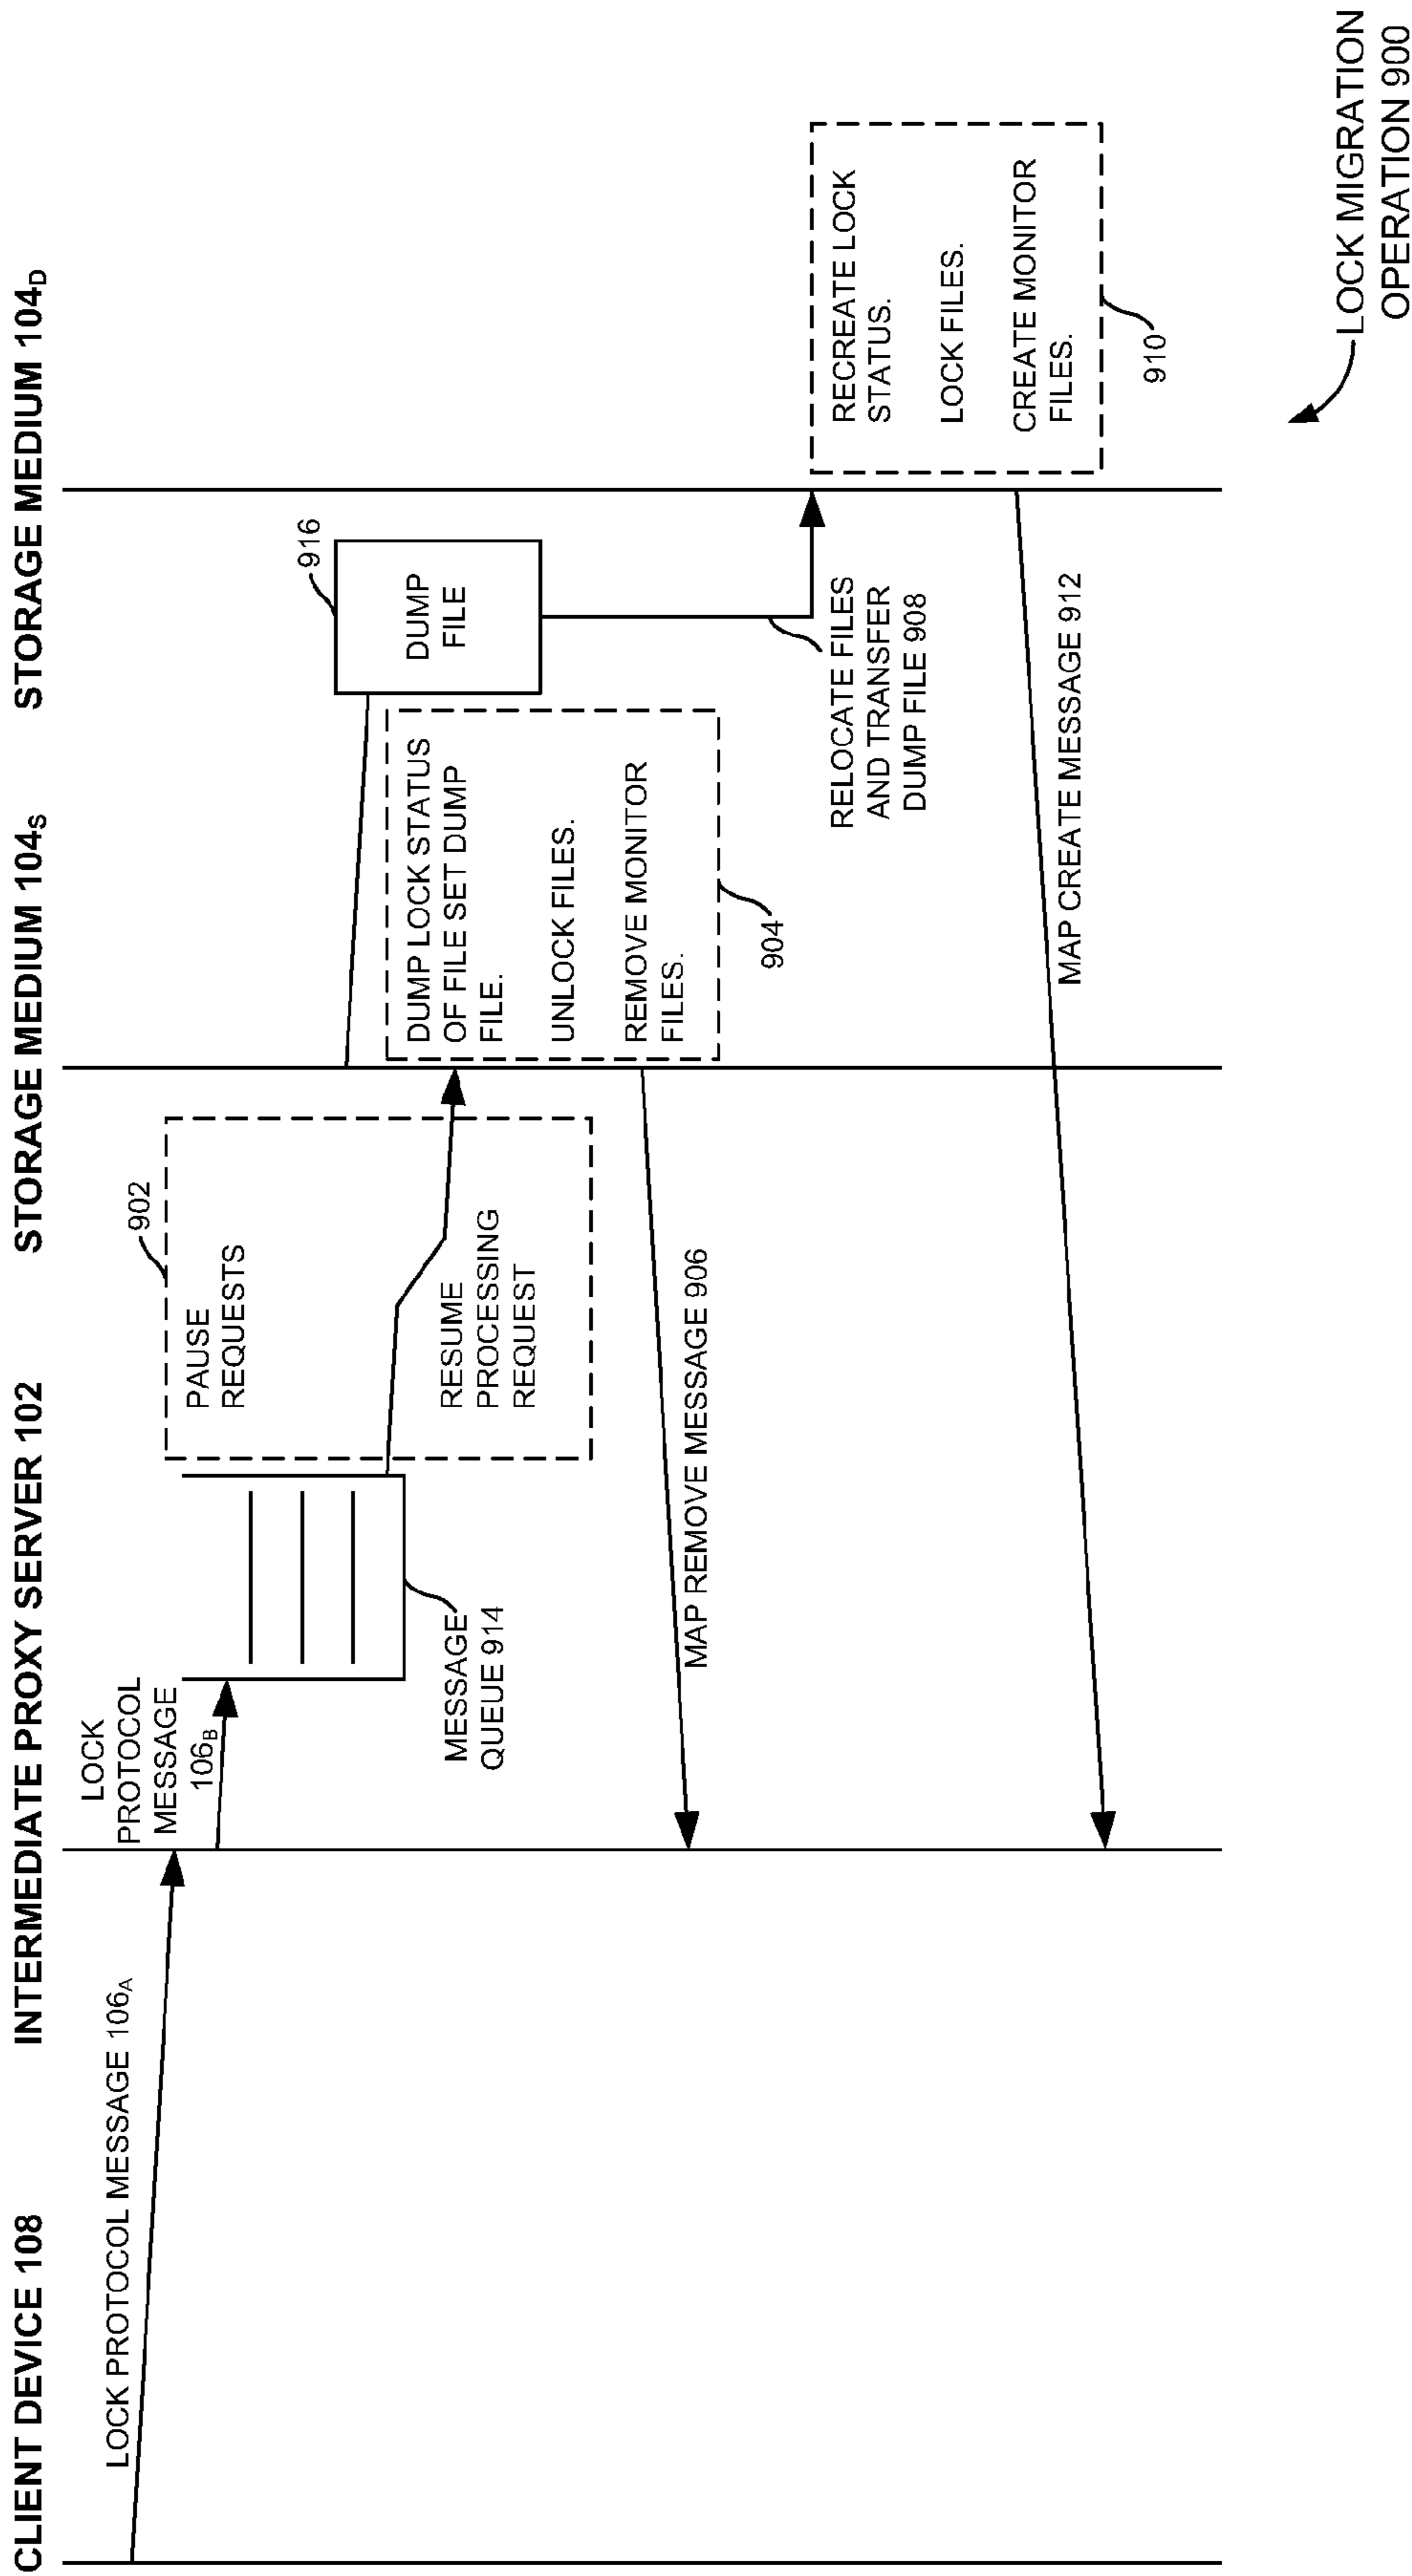 CLIENT DEVICE 108
INTERMEDIATE PROXY SERVER 102
STORAGE MEDIUM 104S
STORAGE MEDIUM 104D
LOCK PROTOCOL MESSAGE 106A
LOCK
PROTOCOL
MESSAGE
106B
MESSAGE
QUEUE 914
902
PAUSE
REQUESTS
RESUME
PROCESSING
REQUEST
916
DUMP
FILE
DUMP LOCK STATUS
OF FILE SET DUMP
FILE.
UNLOCK FILES.
REMOVE MONITOR
FILES.
904
MAP REMOVE MESSAGE 906
RELOCATE FILES
AND TRANSFER
DUMP FILE 908
RECREATE LOCK
STATUS.
LOCK FILES.
CREATE MONITOR
FILES.
910
MAP CREATE MESSAGE 912
LOCK MIGRATION
OPERATION 900